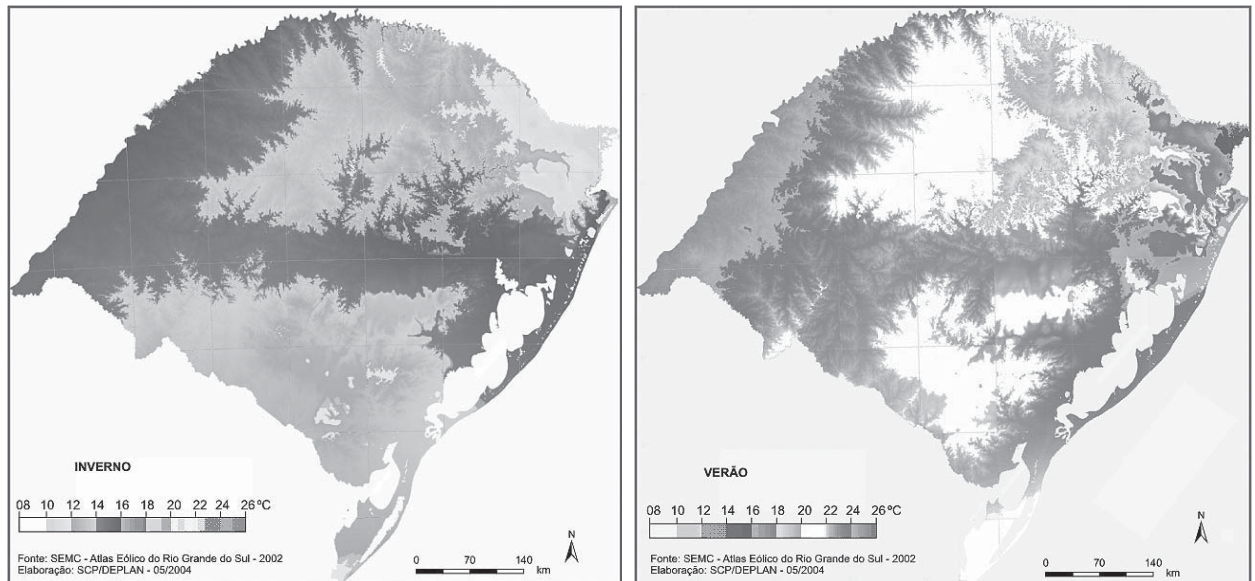 INVERNO
08 10 12 14 16 18 20 22 24 26 ºC
Fonte: SEMC - Atlas Eólico do Rio Grande do Sul - 2002
Elaboração: SCP/DEPLAN - 05/2004
0 70 140
km
N
VERÃO
08 10 12 14 16 18 20 22 24 26ºC
Fonte: SEMC - Atlas Eólico do Rio Grande do Sul - 2002
Elaboração: SCP/DEPLAN - 05/2004
0 70 140
km
N